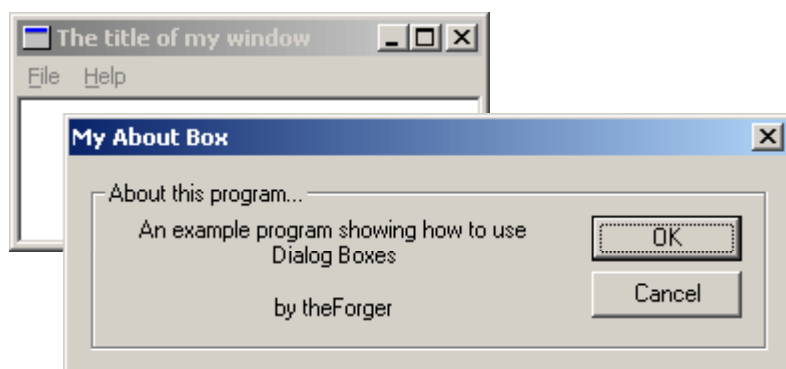 The title of my window
File Help
My About Box
About this program...
An example program showing how to use
Dialog Boxes
OK
by theForger
Cancel